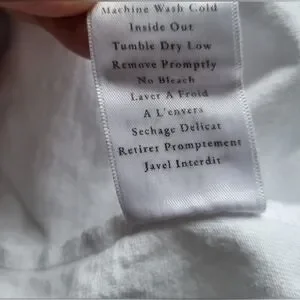 Machine Wash Cold
Inside Out
Tumble Dry Low
Remove Promptly
No Bleach
Laver A Froid
A L'envers
Sechage Delicat
Retirer Promptement
Javel Interdit